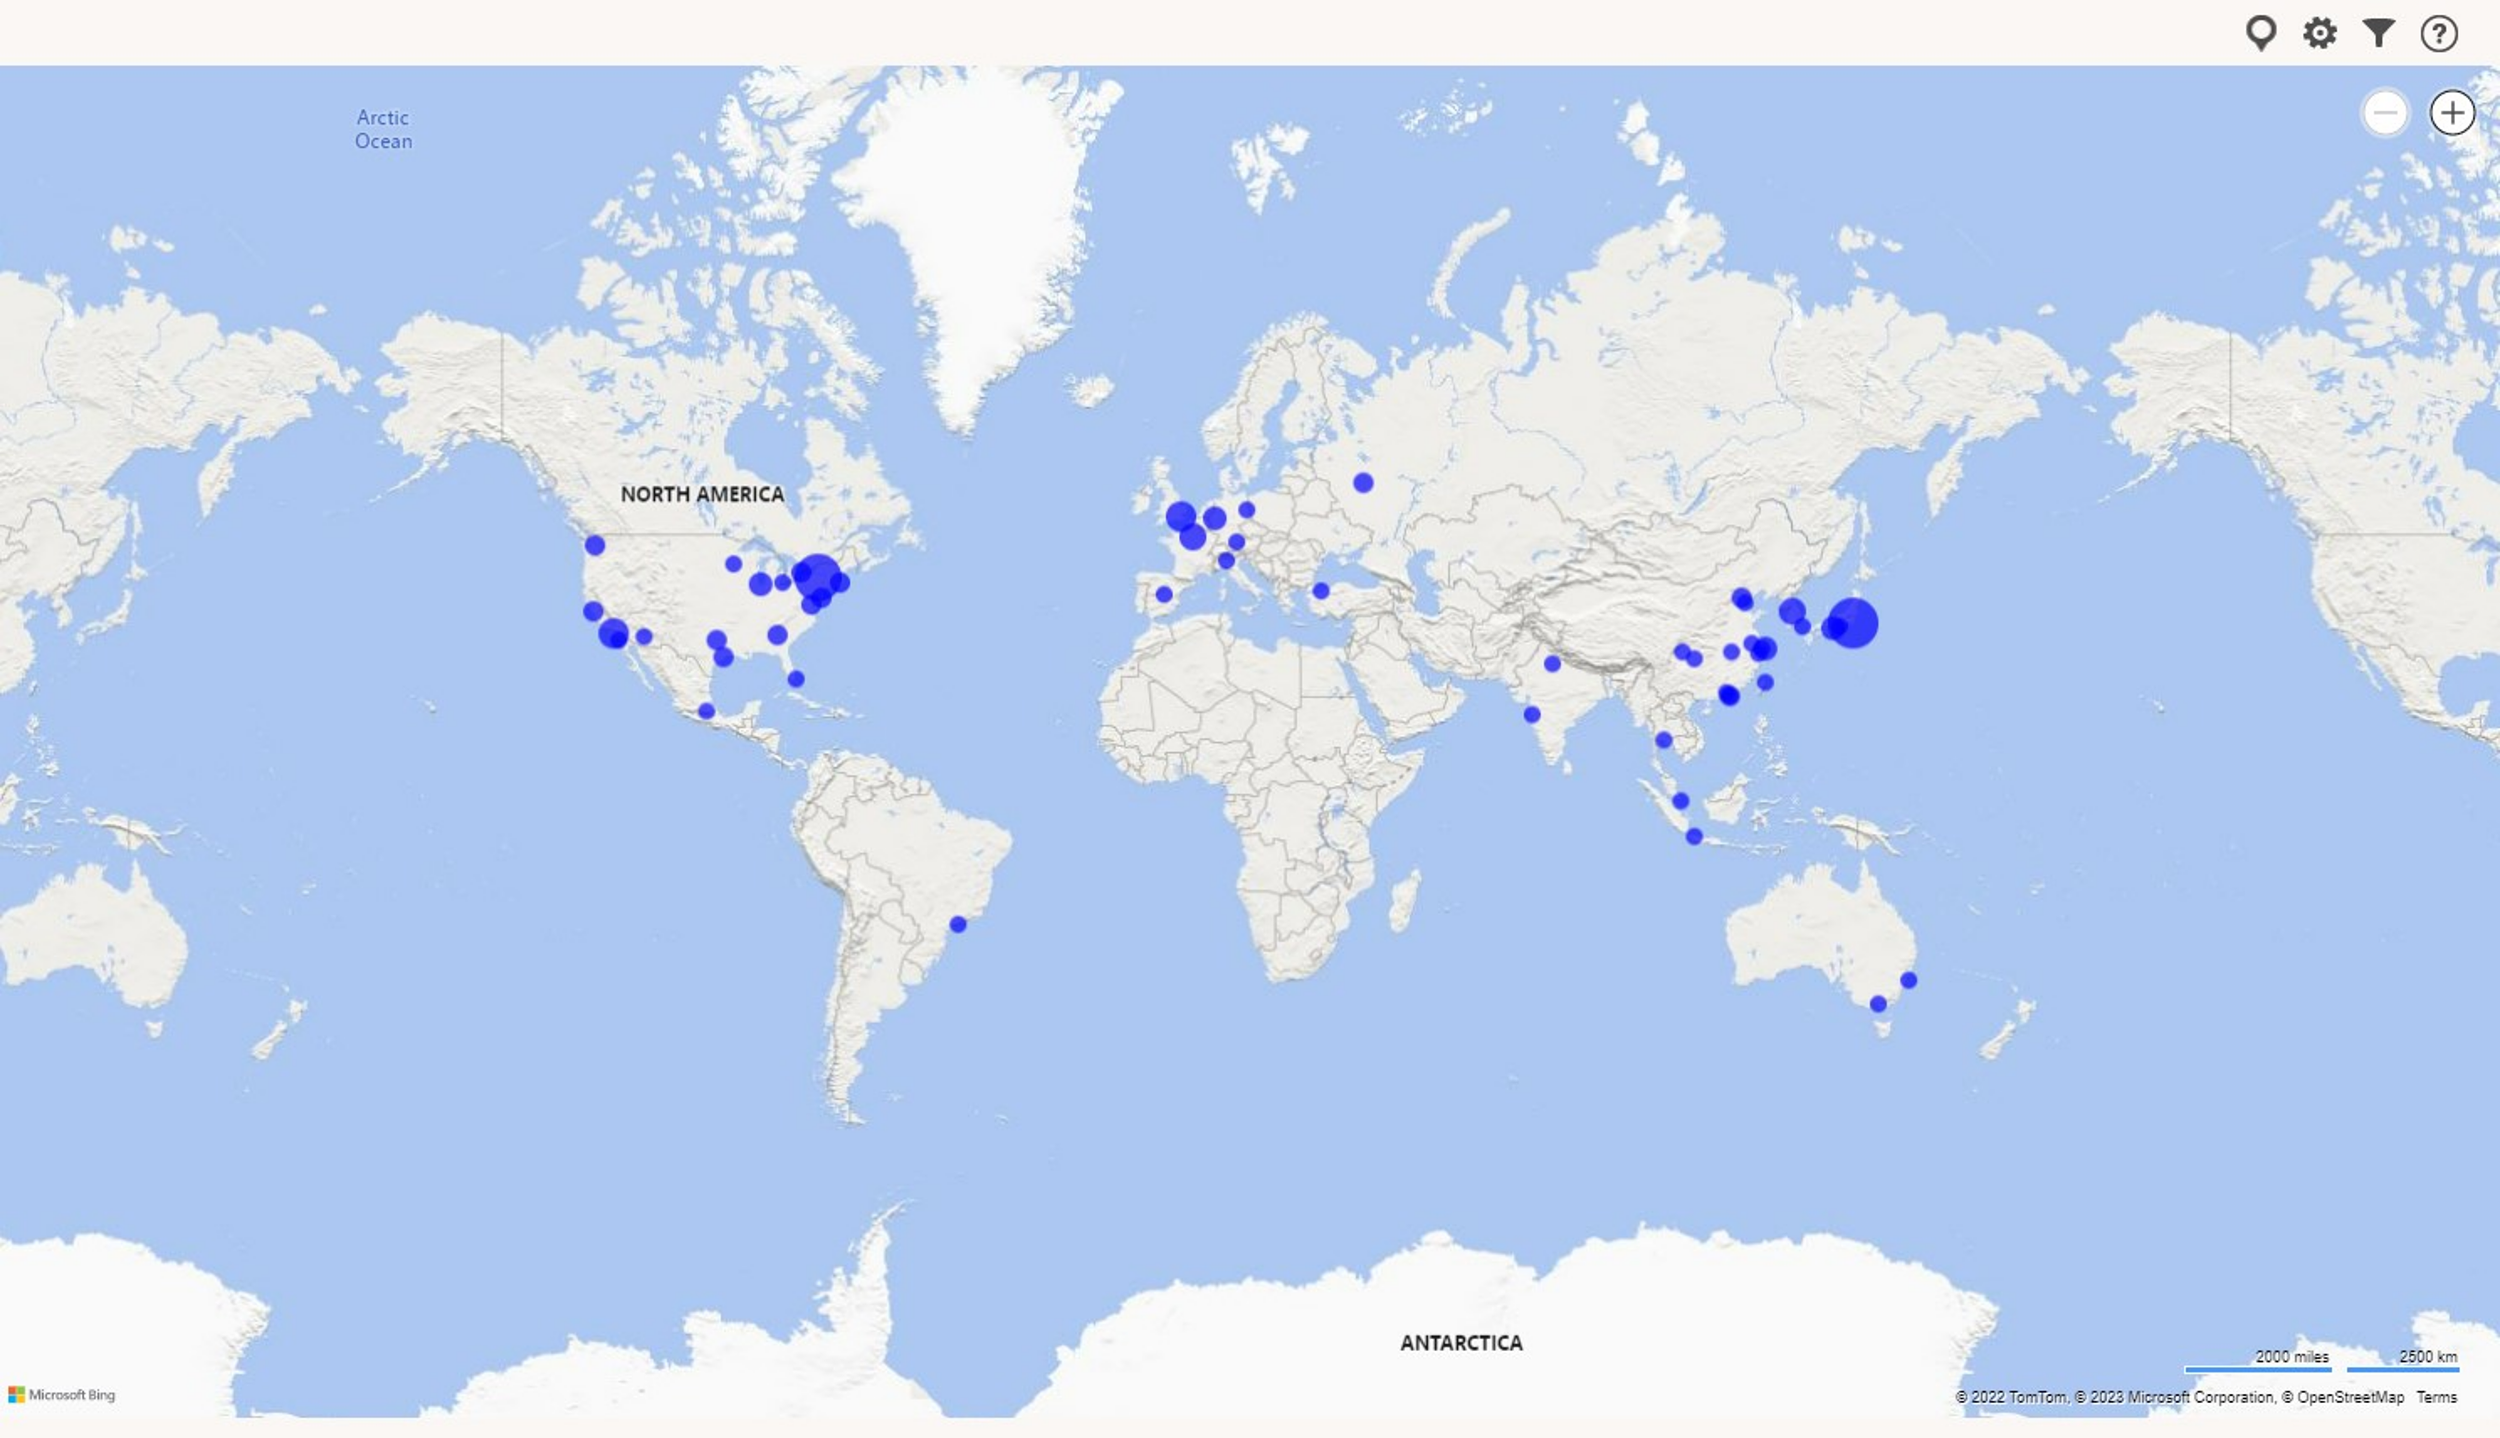 Arctic
Ocean
NORTH AMERICA
ANTARCTICA
2000 miles 2500 km
Microsoft Bing
© 2022 TomTom, © 2023 Microsoft Corporation, © OpenStreetMap Terms